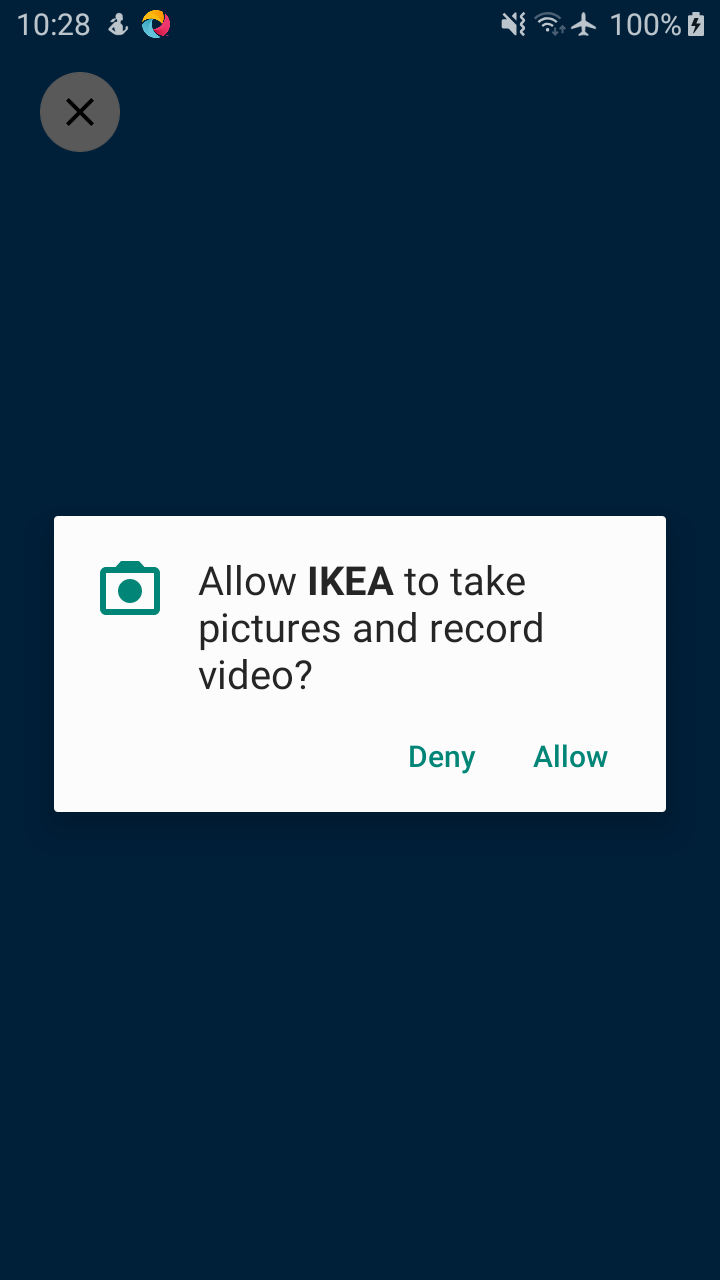 10:28 100%
Allow IKEA to take
pictures and record
video?
Deny Allow